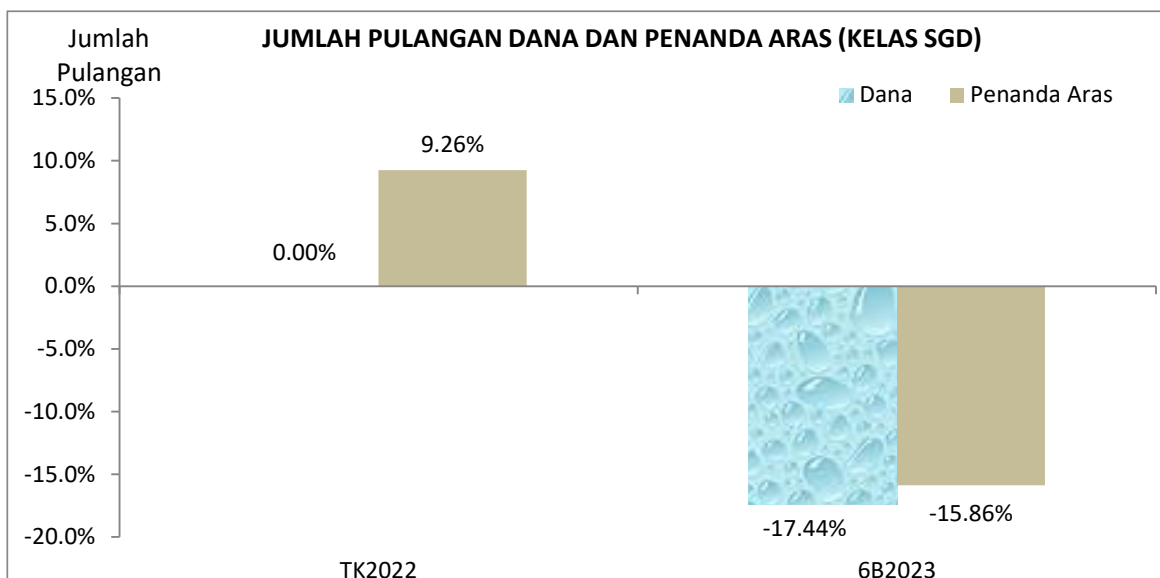 JUMLAH PULANGAN DANA DAN PENANDA ARAS (KELAS SGD)
Jumlah
Pulangan
Dana Penanda Aras
15.0%
10.0%
5.0%
0.0%
-5.0%
-10.0%
-15.0%
-20.0%
0.00%
9.26%
-17.44%
-15.86%
TK2022
6B2023